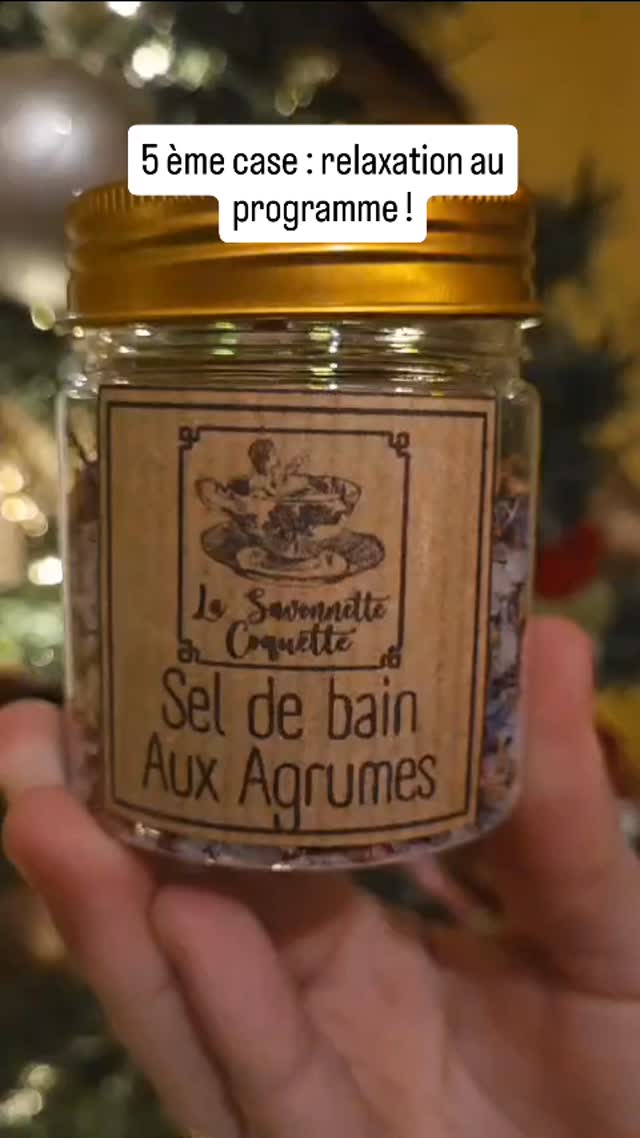 5 ème case : relaxation au
programme !
La Savonnette
Coquette
Sel de bain
Aux Agrumes